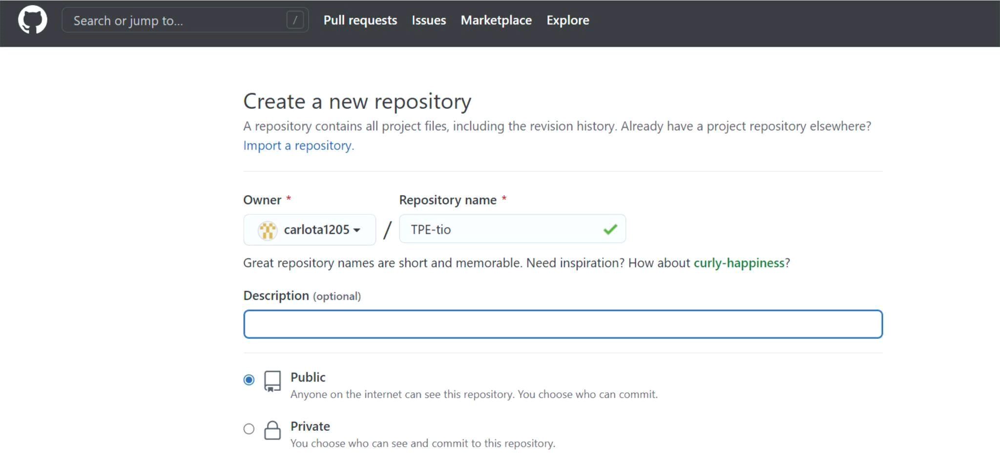 Search or jump to... /
Pull requests Issues Marketplace Explore
Create a new repository
A repository contains all project files, including the revision history. Already have a project repository elsewhere?
Import a repository.
Owner * Repository name *
carlota1205 / TPE-tio
Great repository names are short and memorable. Need inspiration? How about curly-happiness?
Description (optional)
Public
Anyone on the internet can see this repository. You choose who can commit.
Private
You choose who can see and commit to this repository.